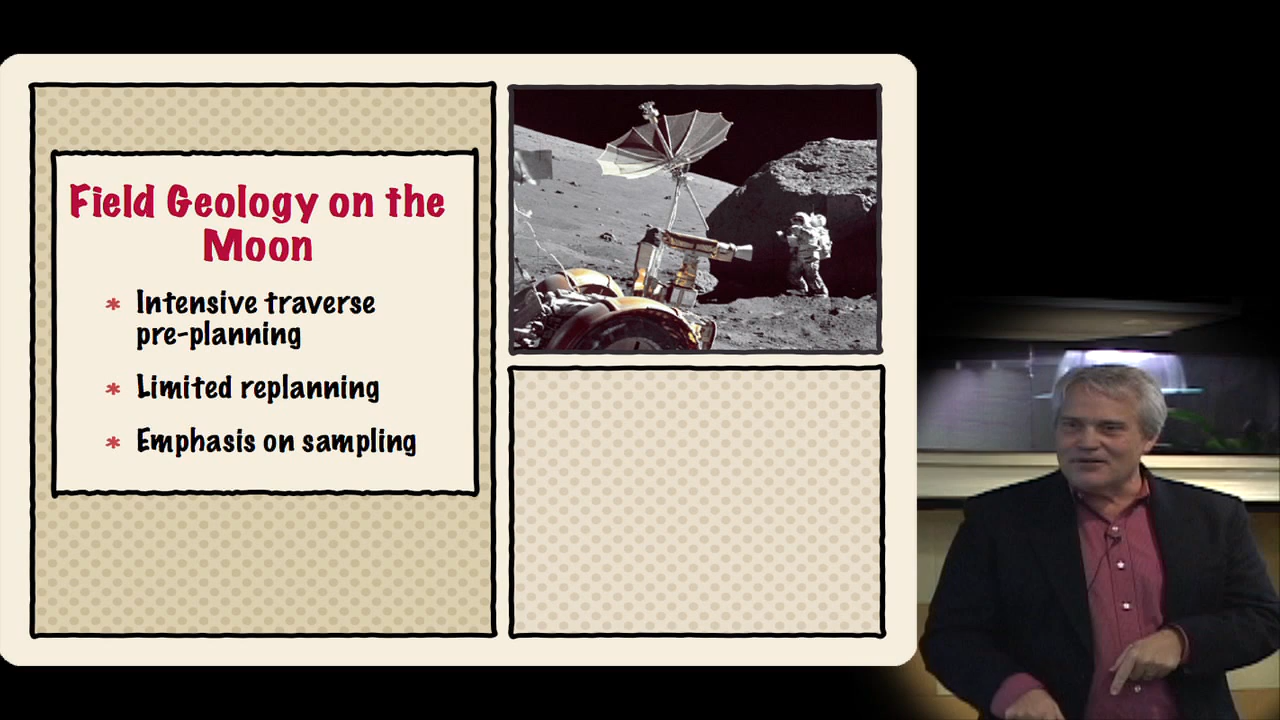 Field Geology on the
Moon
* Intensive traverse
pre-planning
* Limited replanning
* Emphasis on sampling